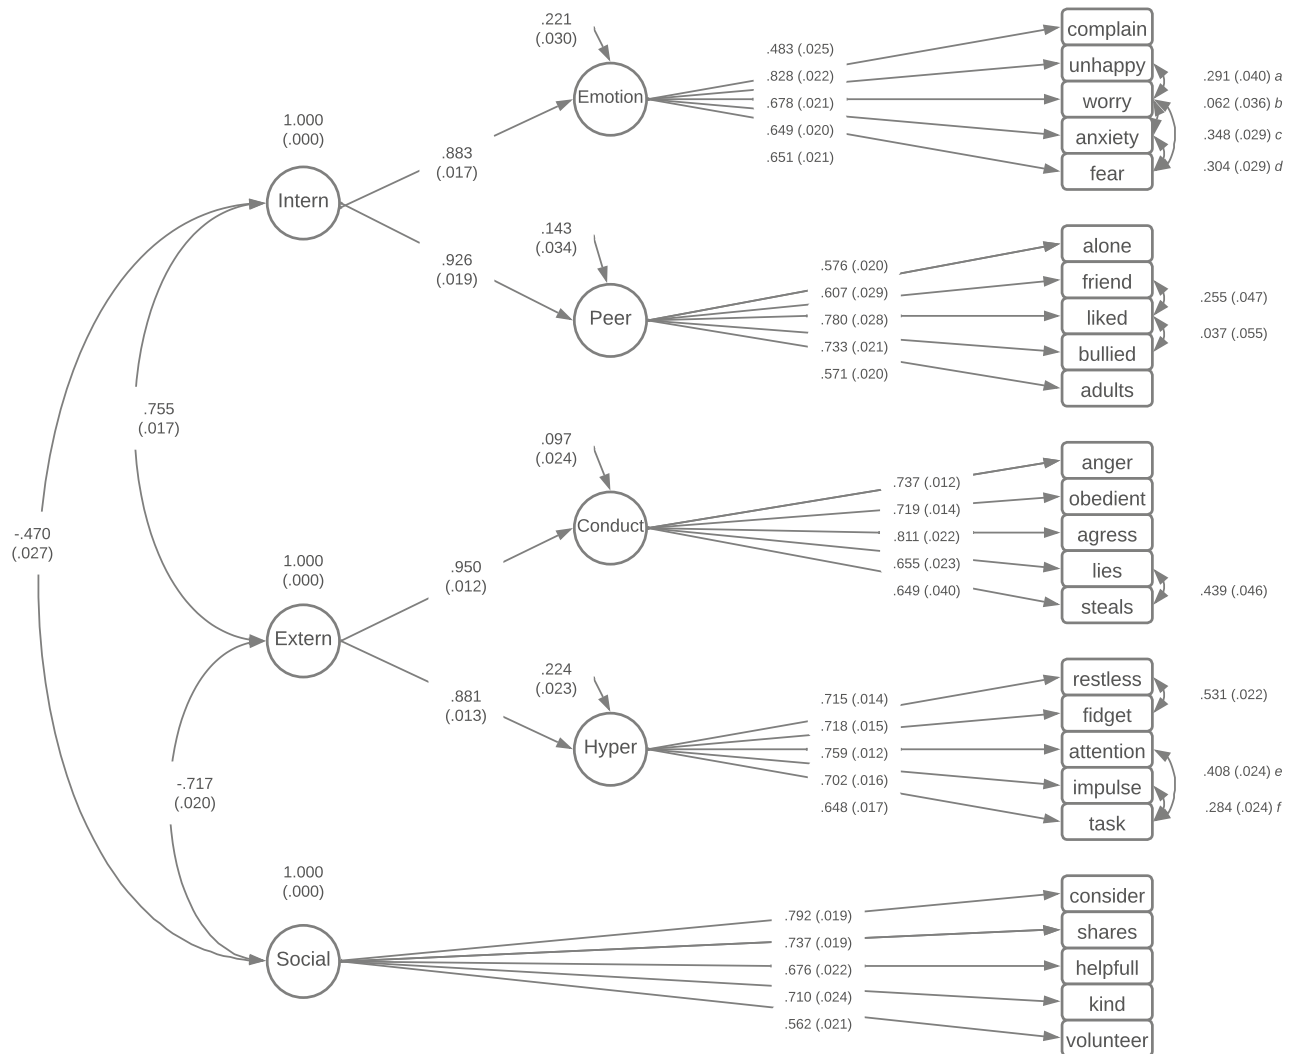 .221
(.030)
Emotion
.483 (.025)
.828 (.022)
.678 (.021)
.649 (.020)
.651 (.021)
complain
unhappy
worry
anxiety
fear
.291 (.040) a
.062 (.036) b
.348 (.029) c
.304 (.029) d
1.000
(.000)
Intern
.883
(.017)
.926
(.019)
.143
(.034)
Peer
.576 (.020)
.607 (.029)
.780 (.028)
.733 (.021)
.571 (.020)
alone
friend
liked
bullied
adults
.255 (.047)
.037 (.055)
.755
(.017)
-.470
(.027)
.097
(.024)
Conduct
.737 (.012)
.719 (.014)
.811 (.022)
.655 (.023)
.649 (.040)
anger
obedient
agress
lies
steals
.439 (.046)
1.000
(.000)
Extern
.950
(.012)
.881
(.013)
.224
(.023)
Hyper
.715 (.014)
.718 (.015)
.759 (.012)
.702 (.016)
.648 (.017)
restless
fidget
attention
impulse
task
.531 (.022)
.408 (.024) e
.284 (.024) f
-.717
(.020)
1.000
(.000)
Social
.792 (.019)
.737 (.019)
.676 (.022)
.710 (.024)
.562 (.021)
consider
shares
helpfull
kind
volunteer